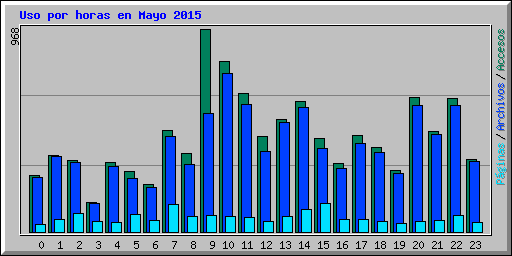 Uso por horas en Mayo 2015
968
Páginas / Archivos / Accesos
0 1 2 3 4 5 6 7 8 9 10 11 12 13 14 15 16 17 18 19 20 21 22 23